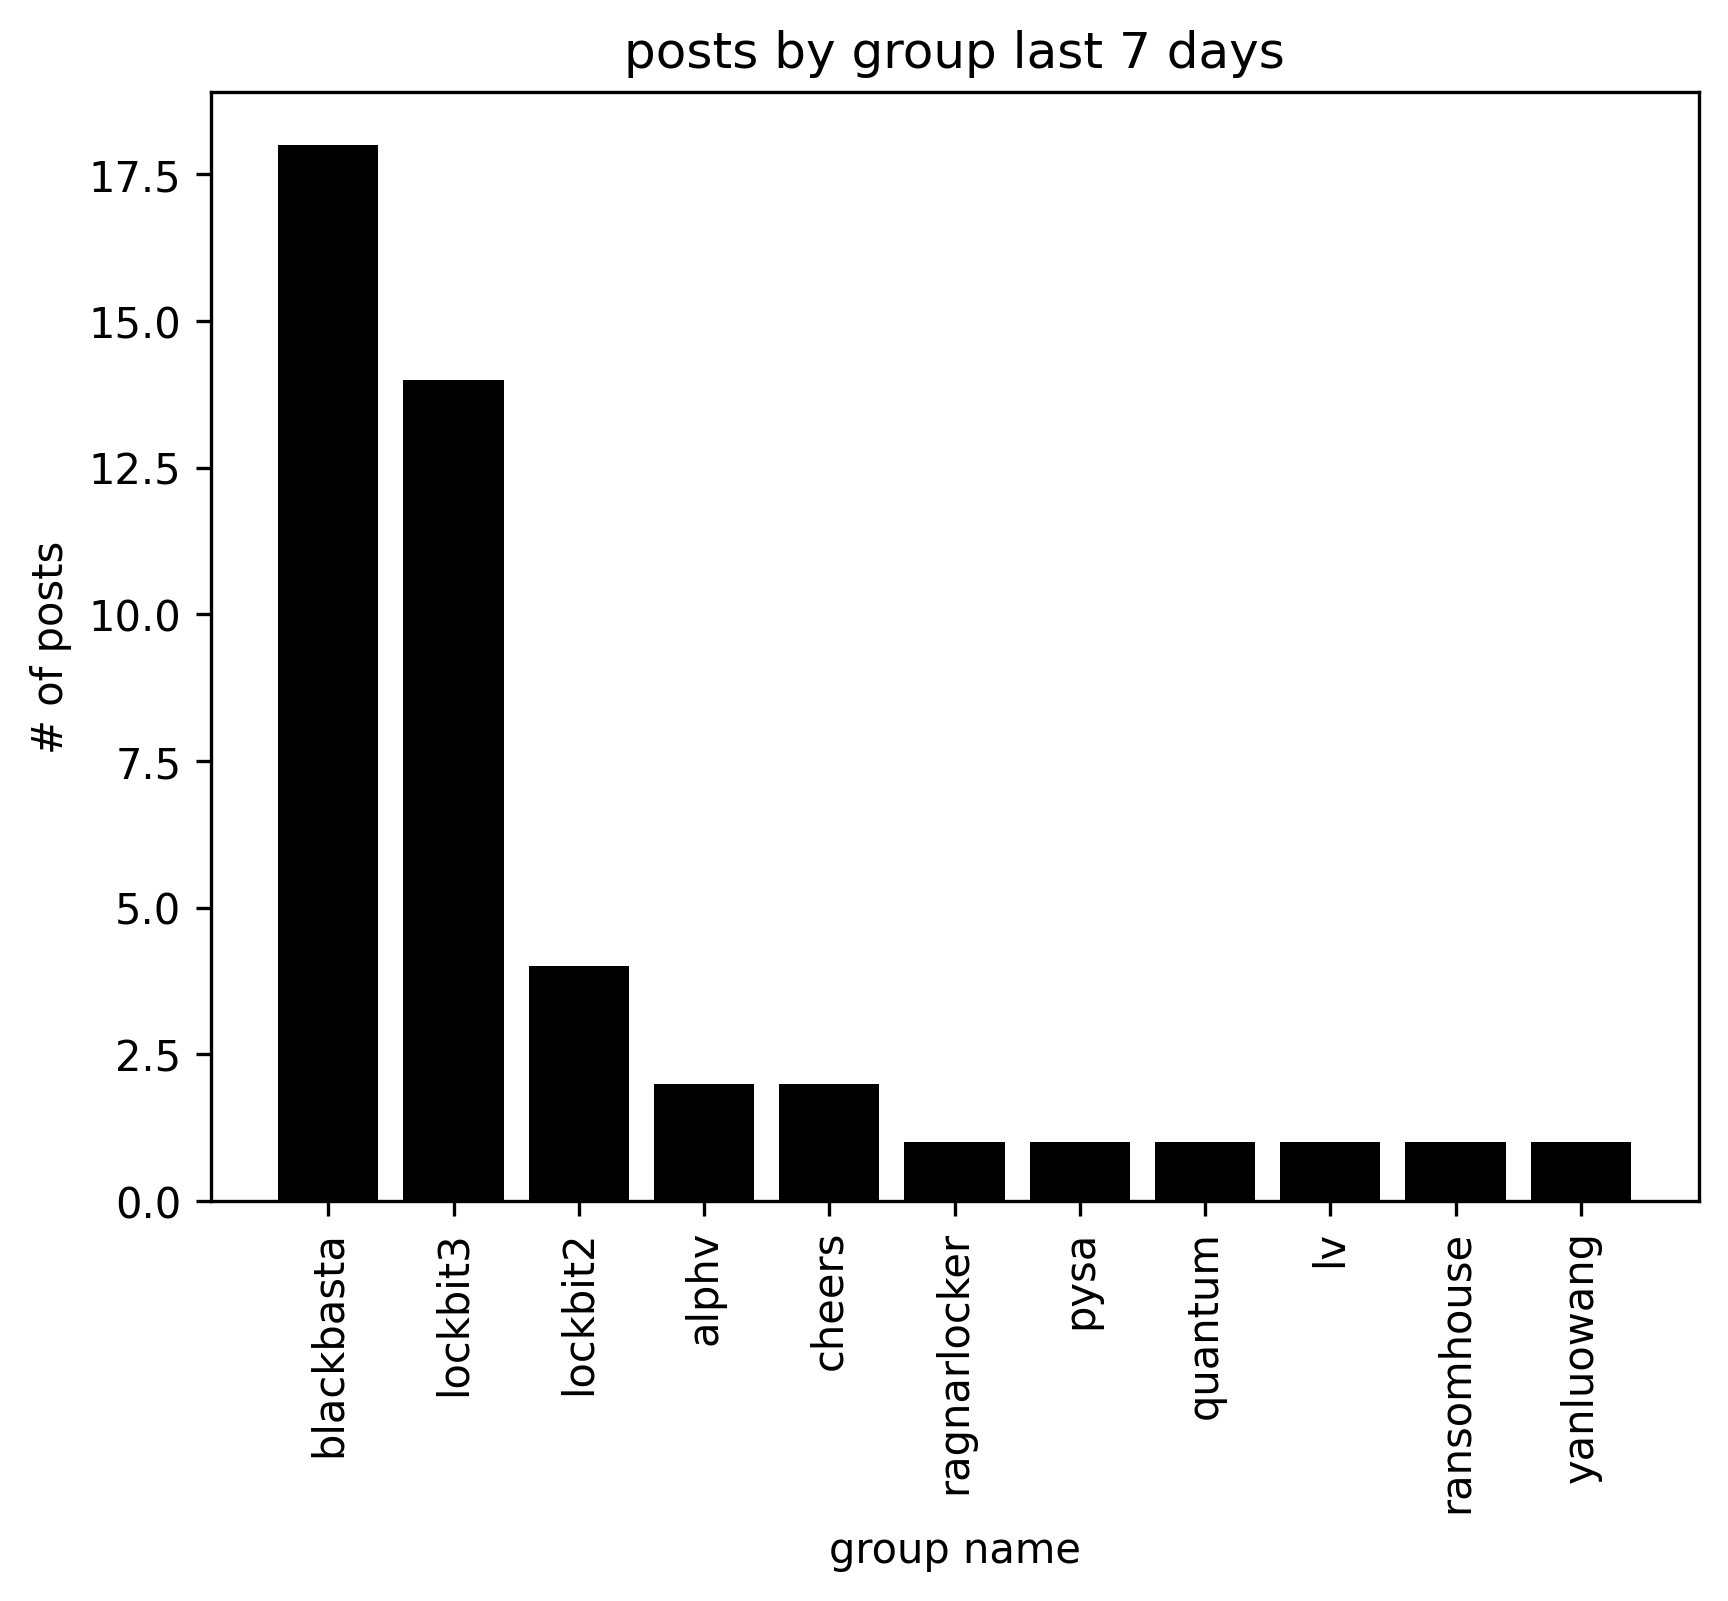 posts by group last 7 days
17.5
15.0
12.5
10.0
7.5
5.0
2.5
0.0
# of posts
blackbasta
lockbit3
lockbit2
alphv
cheers
ragnarlocker
pysa
quantum
lv
ransomhouse
yanluowang
group name